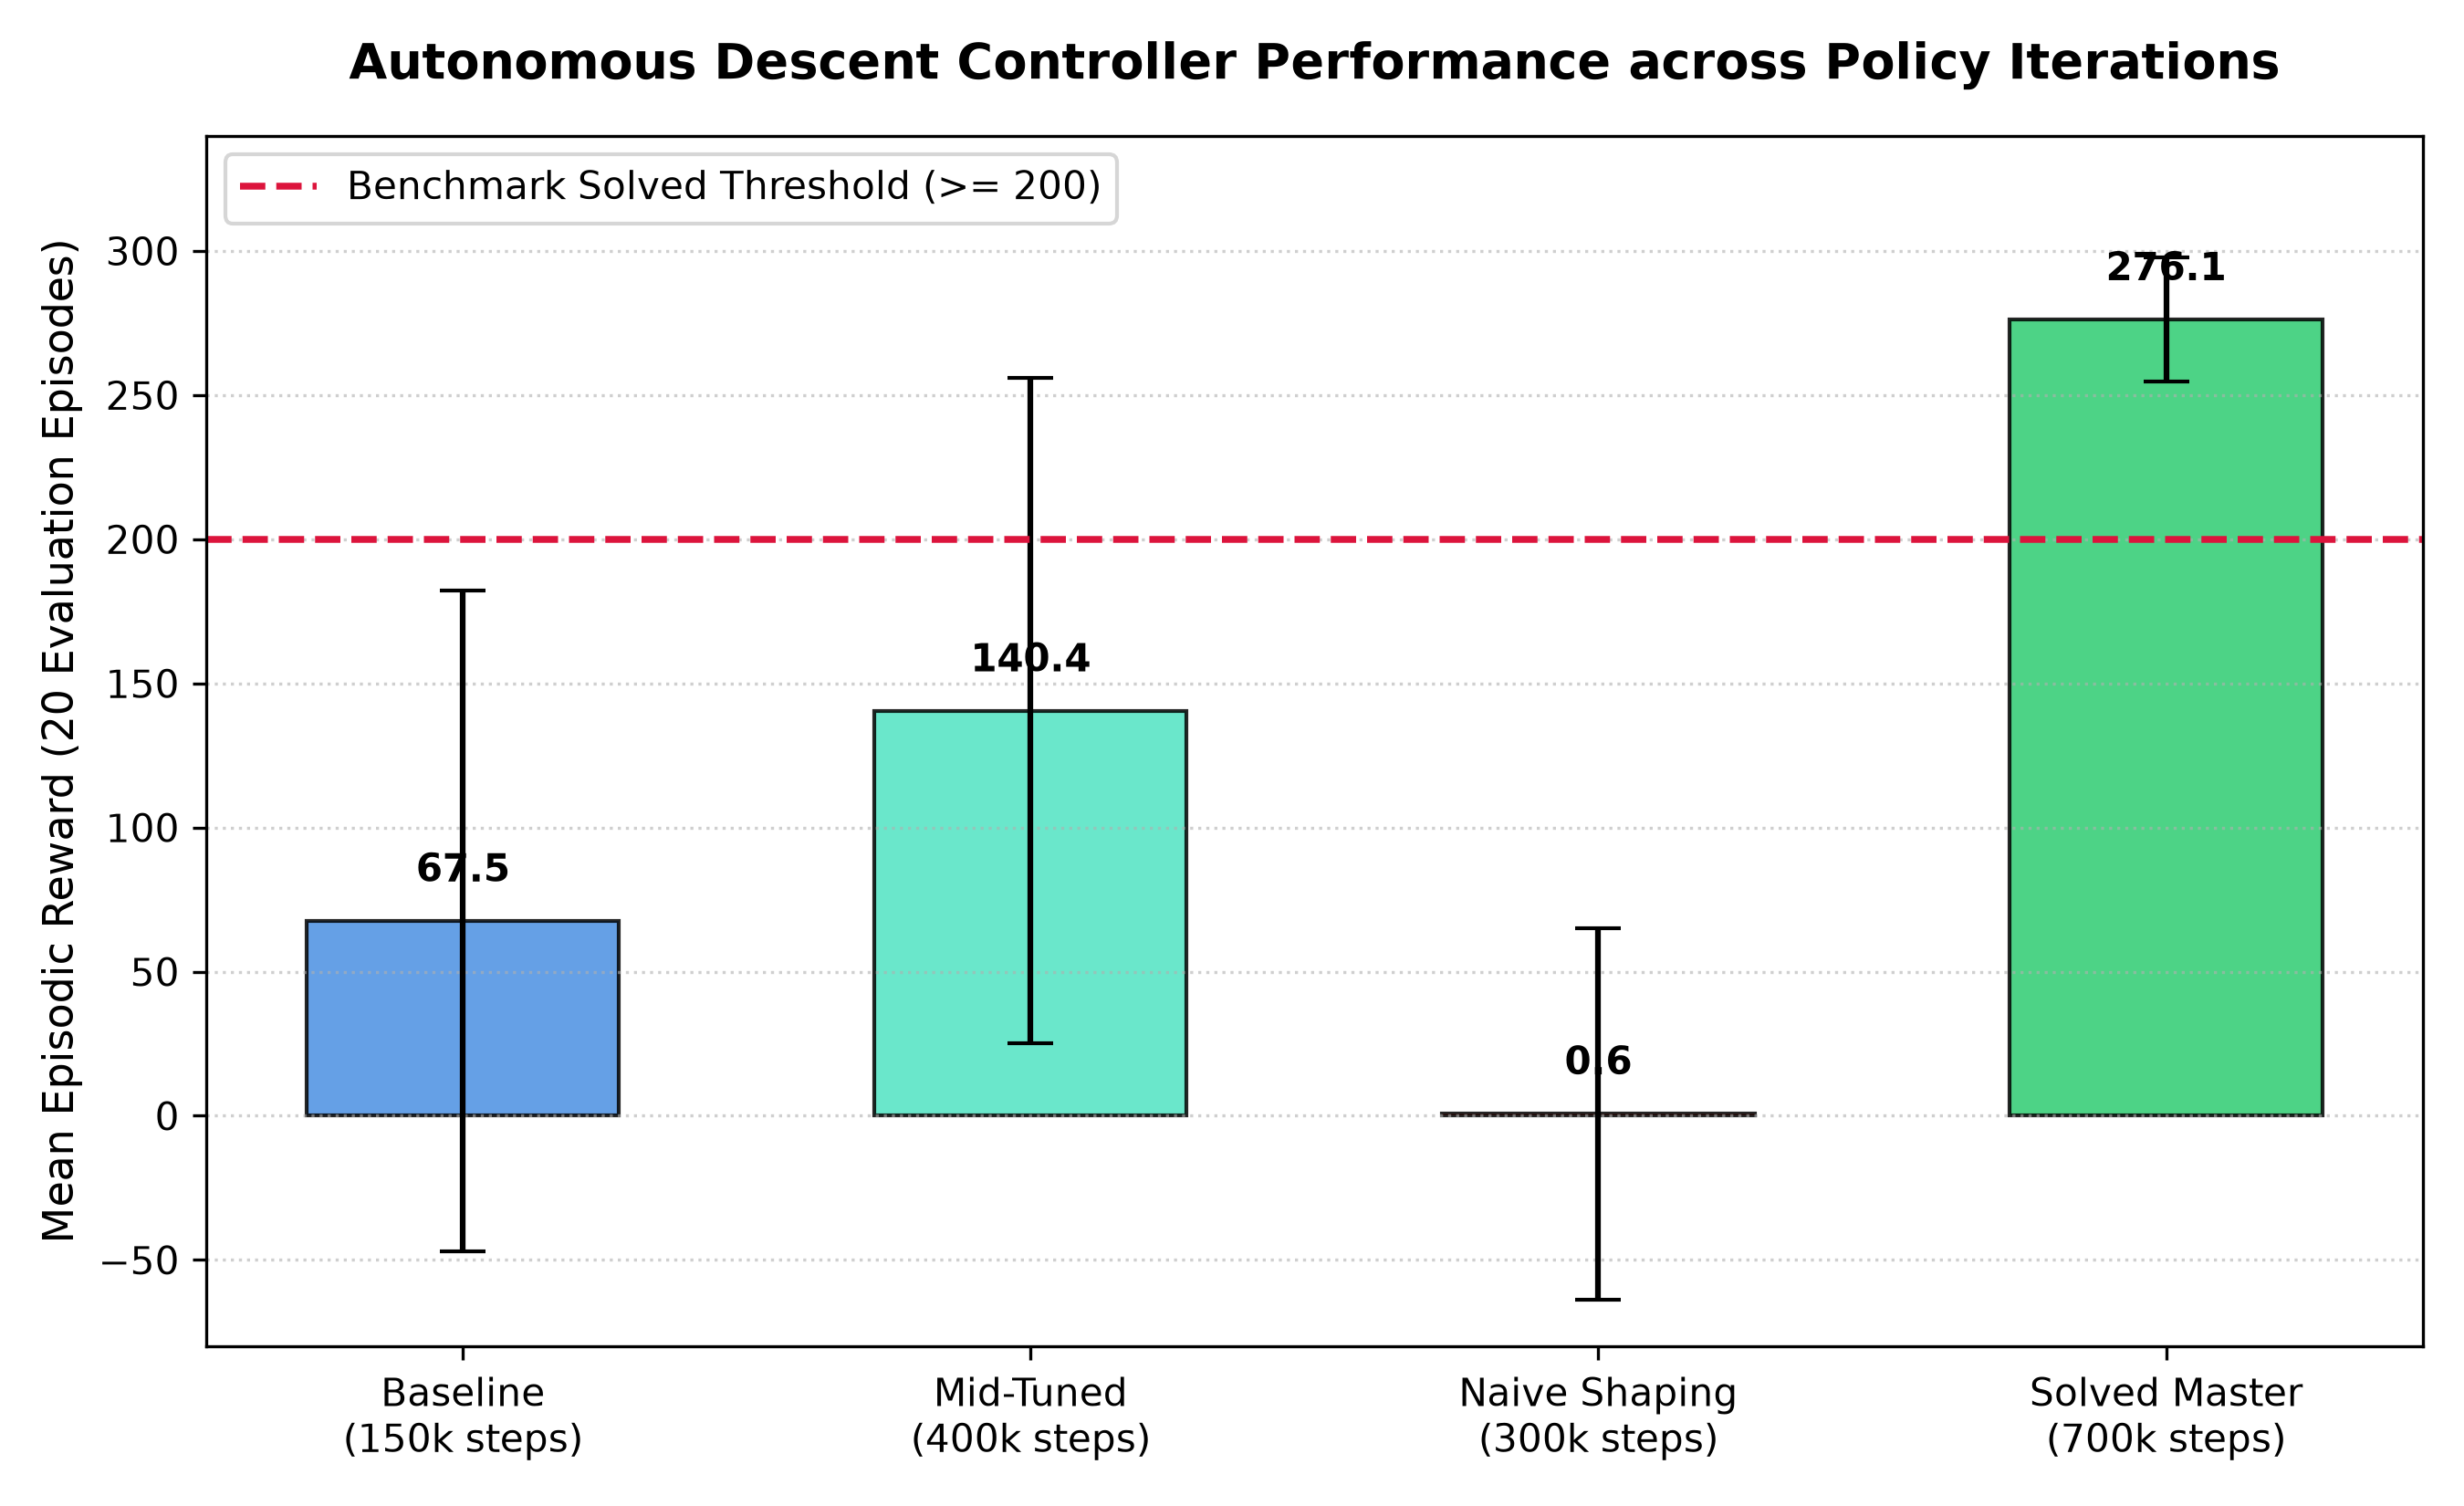 Autonomous Descent Controller Performance across Policy Iterations
Benchmark Solved Threshold (>= 200)
Mean Episodic Reward (20 Evaluation Episodes)
300
250
200
150
100
50
0
−50
67.5
140.4
0.6
276.1
Baseline
(150k steps)
Mid-Tuned
(400k steps)
Naive Shaping
(300k steps)
Solved Master
(700k steps)